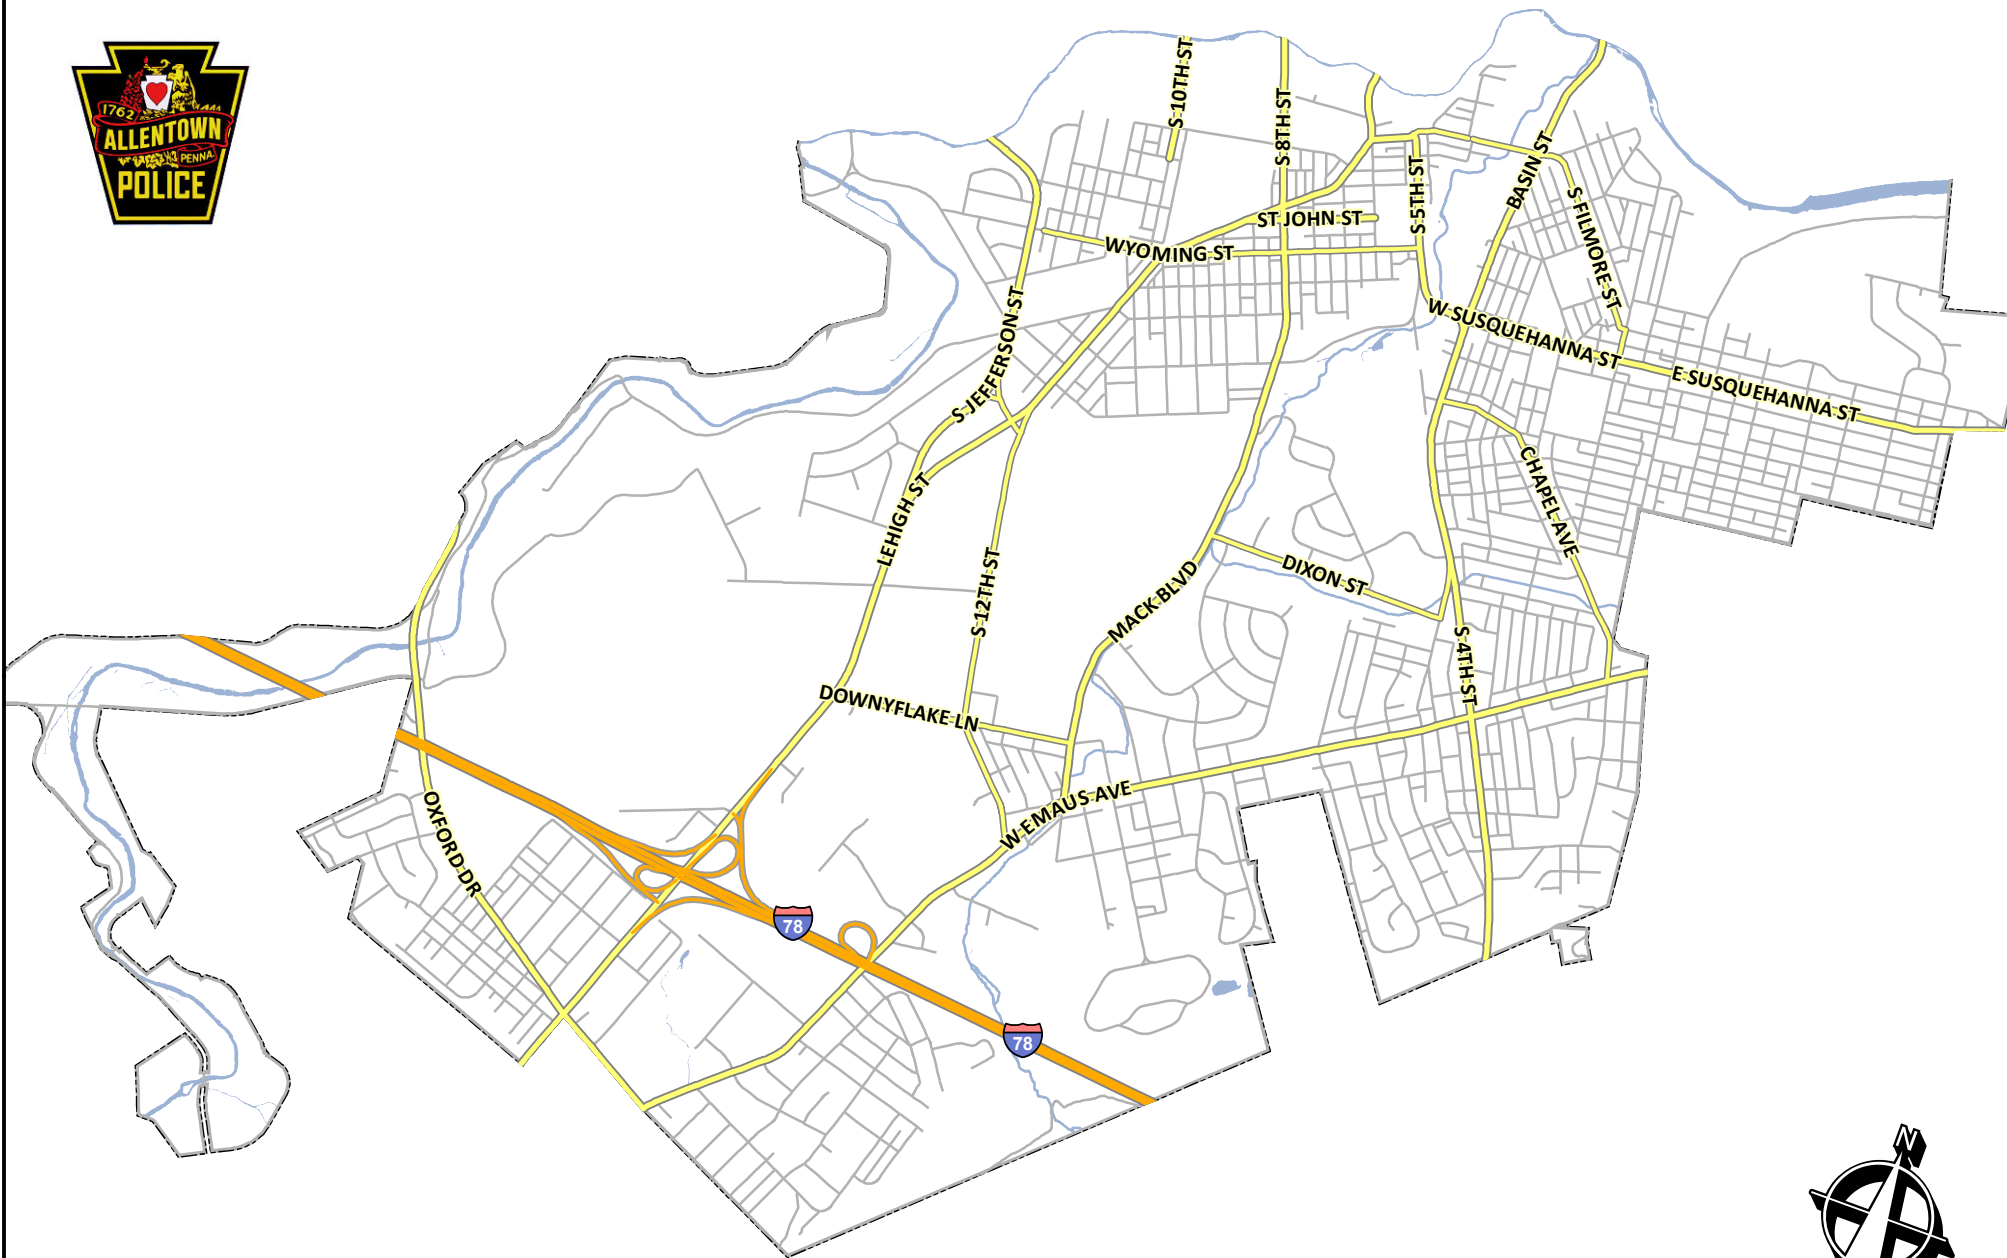 1762
ALLENTOWN
PENNA.
POLICE
S 10TH ST
S 8TH ST
S 5TH ST
BASIN ST
S FILMORE ST
ST JOHN ST
WYOMING ST
S JEFFERSON ST
W SUSQUEHANNA ST
E SUSQUEHANNA ST
CHAPEL AVE
LEHIGH ST
S 12TH ST
MACK BLVD
DIXON ST
S 4TH ST
DOWNYFLAKE LN
W EMAUS AVE
OXFORD DR
78
78
N